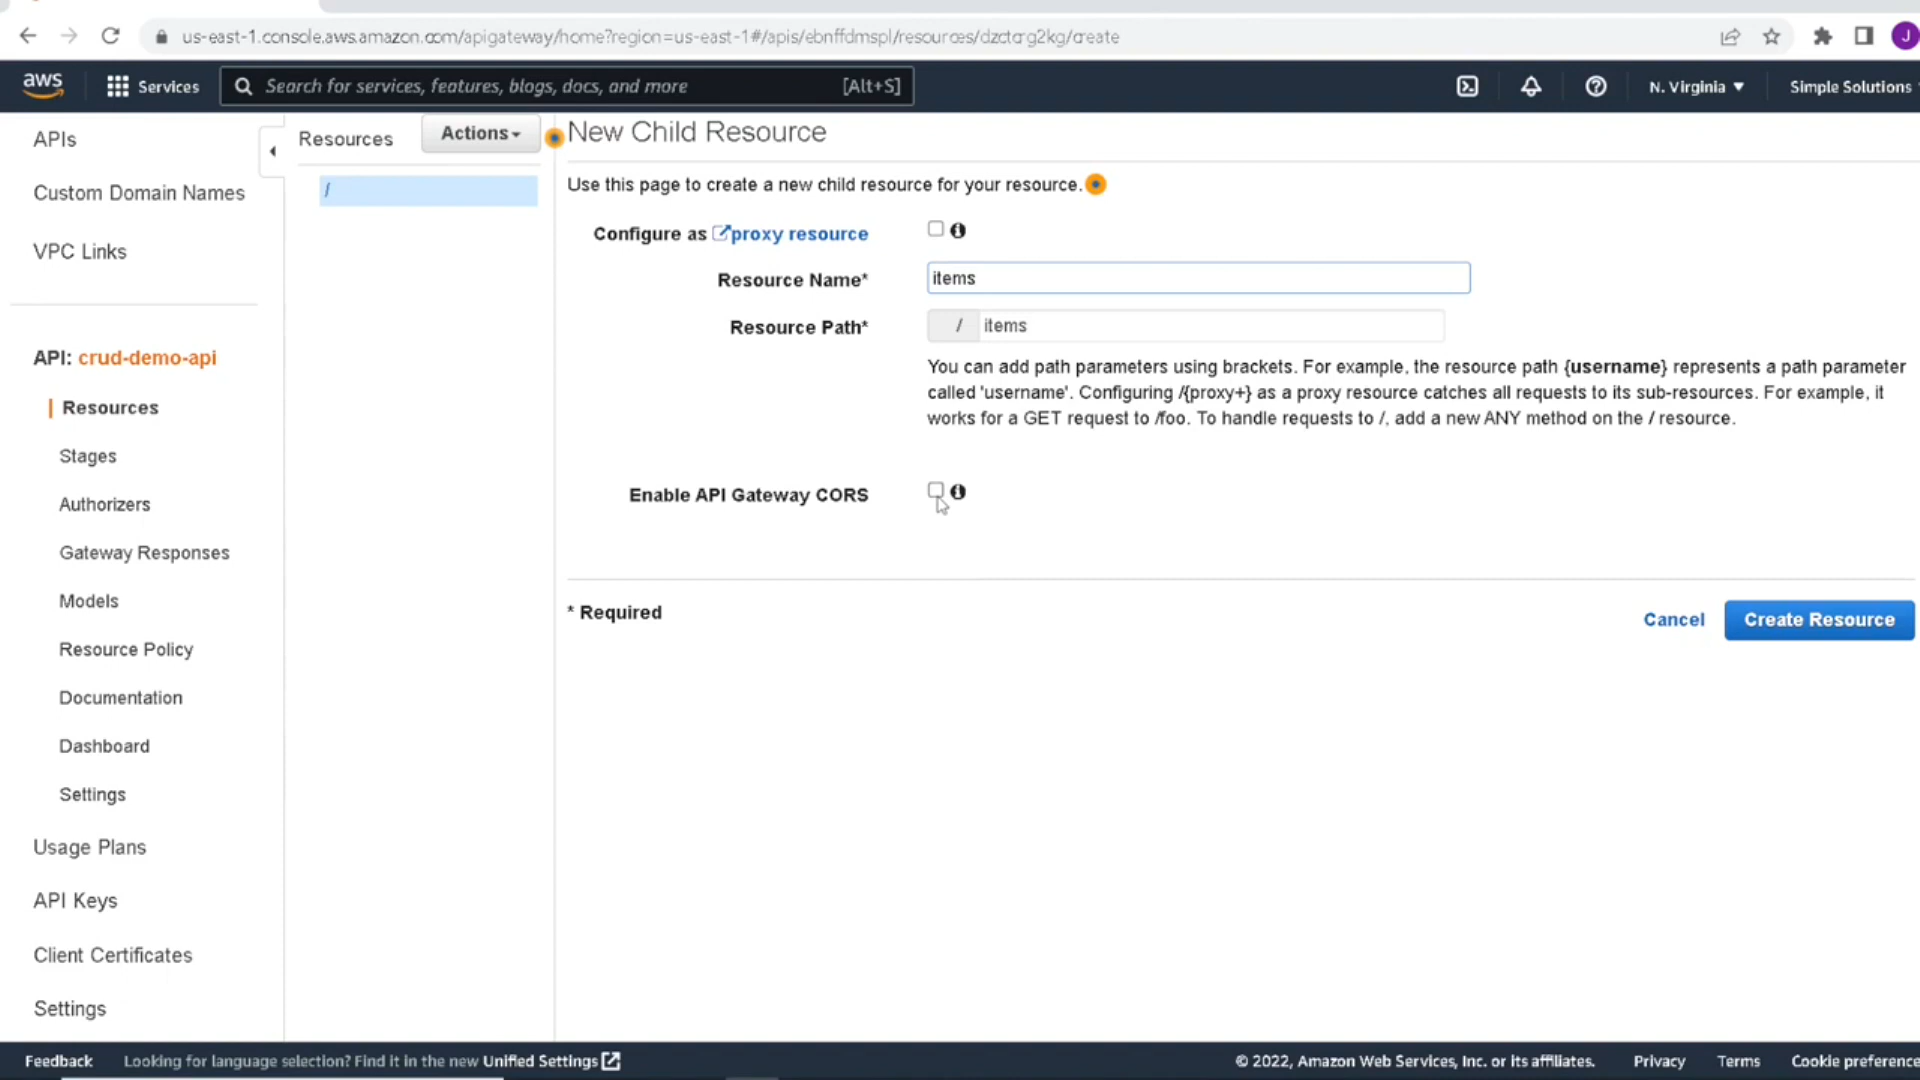 us-east-1.console.aws.amazon.com/apigateway/home?region=us-east-1#/apis/ebnffdmspl/resources/dzctcrg2kg/create
J
aws
Services
Search for services, features, blogs, docs, and more
[Alt+S]
N. Virginia
Simple Solutions
APIs
Custom Domain Names
VPC Links
API: crud-demo-api
Resources
Stages
Authorizers
Gateway Responses
Models
Resource Policy
Documentation
Dashboard
Settings
Usage Plans
API Keys
Client Certificates
Settings
Resources
Actions
/
New Child Resource
Use this page to create a new child resource for your resource.
Configure as proxy resource
Resource Name*
items
Resource Path*
/ items
You can add path parameters using brackets. For example, the resource path {username} represents a path parameter
called 'username'. Configuring /{proxy+} as a proxy resource catches all requests to its sub-resources. For example, it
works for a GET request to /foo. To handle requests to /, add a new ANY method on the / resource.
Enable API Gateway CORS
* Required
Cancel
Create Resource
Feedback
Looking for language selection? Find it in the new Unified Settings
© 2022, Amazon Web Services, Inc. or its affiliates.
Privacy
Terms
Cookie preference